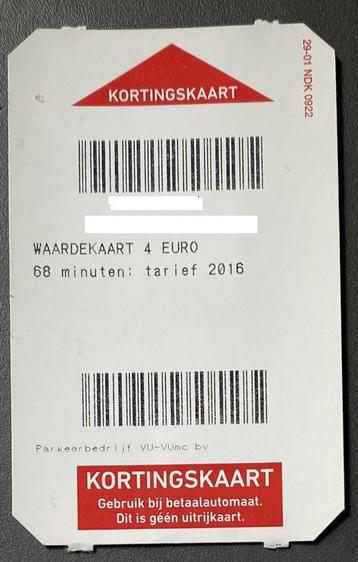 KORTINGSKAART
29-01 NDK 0922
WAARDEKAART 4 EURO
68 minuten: tarief 2016
Parkeerbedrijf VU-VUmc bv
KORTINGSKAART
Gebruik bij betaalautomaat.
Dit is géén uitrijkaart.